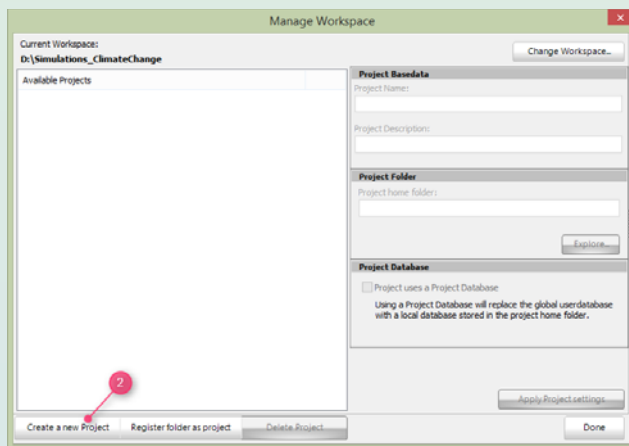 Manage Workspace
Current Workspace:
D:\Simulations_ClimateChange
Change Workspace...
Available Projects
Project Basedata
Project Name:
Project Description:
Project Folder
Project home folder:
Explore...
Project Database
Project uses a Project Database
Using a Project Database will replace the global userdatabase
with a local database stored in the project home folder.
2
Apply Project settings
Create a new Project
Register folder as project
Delete Project
Done